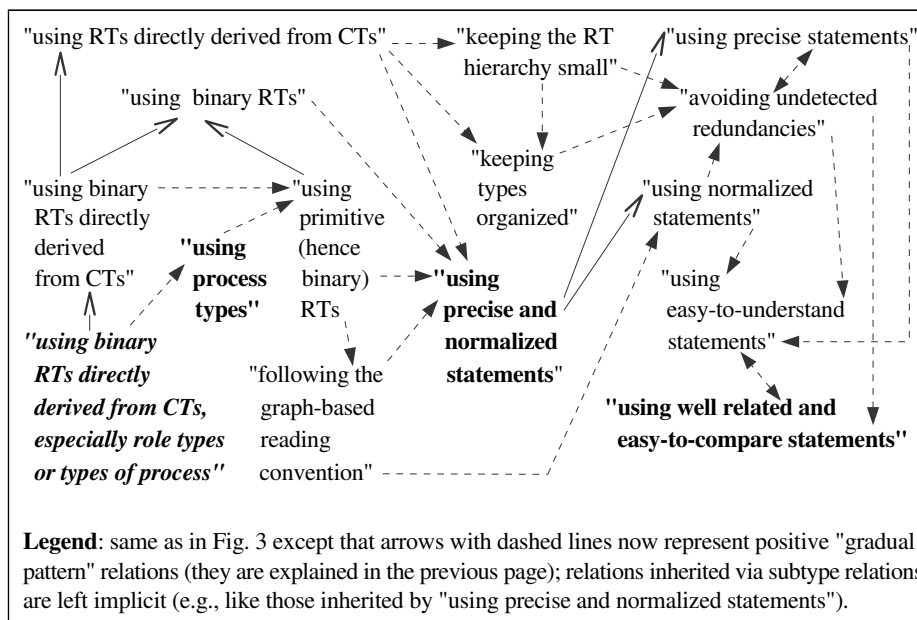 "using RTs directly derived from CTs"
"keeping the RT
hierarchy small"
"using precise statements"
"using  binary RTs"
"avoiding undetected
redundancies"
"keeping
types
organized"
"using binary
RTs directly
derived
from CTs"
"using
process
types"
"using
primitive
(hence
binary)
RTs
"using normalized
statements"
"using
precise and
normalized
statements"
"using
easy-to-understand
statements"
"using binary
RTs directly
derived from CTs,
especially role types
or types of process"
"following the
graph-based
reading
convention"
"using well related and
easy-to-compare statements"
Legend: same as in Fig. 3 except that arrows with dashed lines now represent positive "gradual
pattern" relations (they are explained in the previous page); relations inherited via subtype relations
are left implicit (e.g., like those inherited by "using precise and normalized statements").